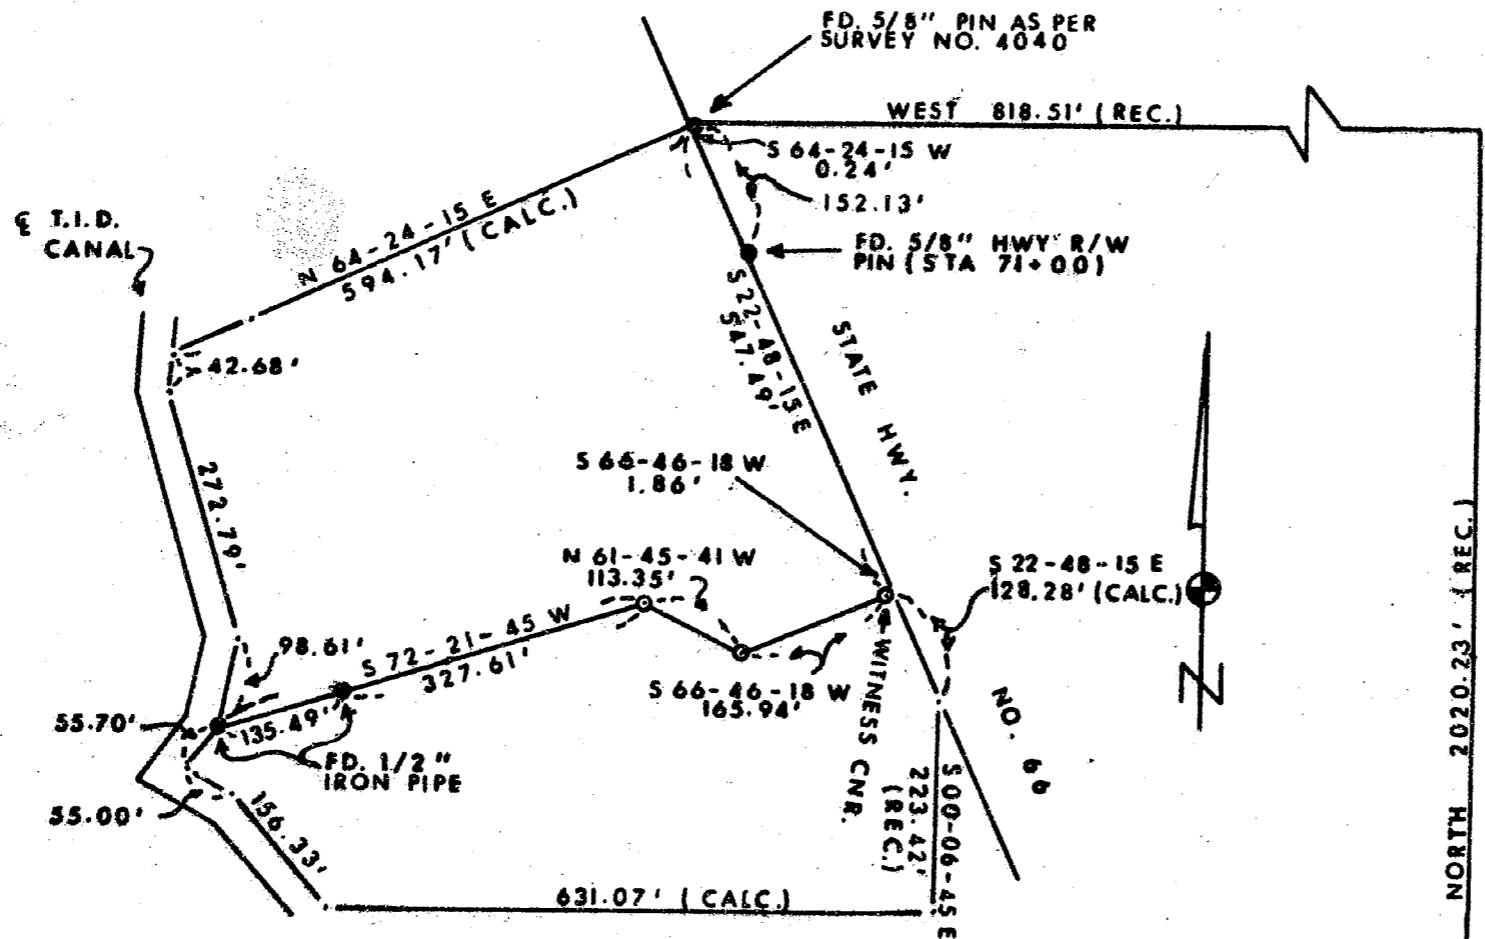 FD. 5/8" PIN AS PER
SURVEY NO. 4040
WEST 818.51' (REC.)
S 64-24-15 W
0.24'
152.13'
℄ T.I.D.
CANAL
N 64-24-15 E
594.17' (CALC.)
FD. 5/8" HWY R/W
PIN (STA 71+00)
S 22-48-15 E
547.49'
STATE HWY.
42.68'
272.79'
S 66-46-18 W
1.86'
N 61-45-41 W
113.35'
S 22-48-15 E
128.28' (CALC.)
98.61'
S 72-21-45 W
327.61'
S 66-46-18 W
165.94'
WITNESS CNR.
NO. 66
55.70'
135.49'
FD. 1/2"
IRON PIPE
55.00'
156.33'
S 00-06-45 E
223.42'
(REC.)
631.07' (CALC.)
NORTH 2020.23' (REC.)
N